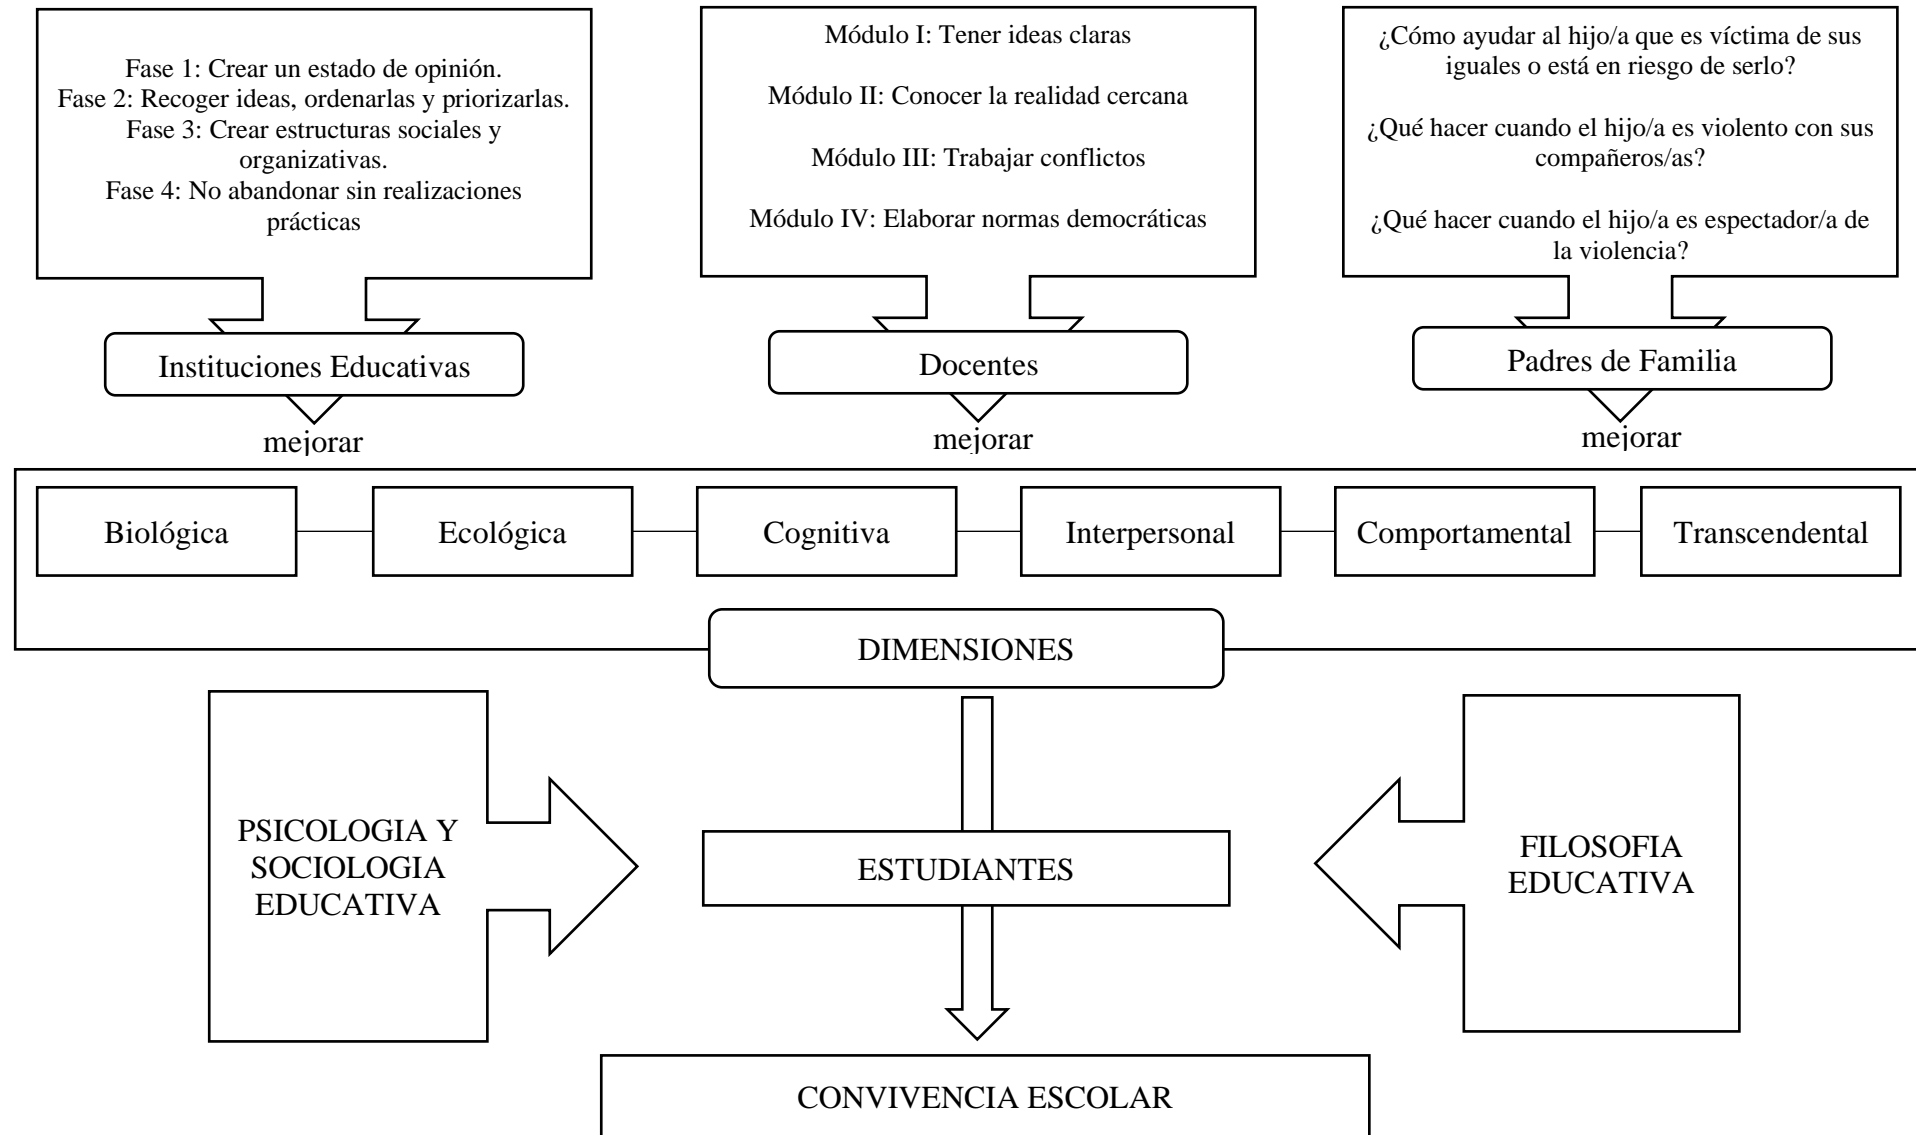 Fase 1: Crear un estado de opinión.
Fase 2: Recoger ideas, ordenarlas y priorizarlas.
Fase 3: Crear estructuras sociales y
organizativas.
Fase 4: No abandonar sin realizaciones
prácticas
Módulo I: Tener ideas claras
Módulo II: Conocer la realidad cercana
Módulo III: Trabajar conflictos
Módulo IV: Elaborar normas democráticas
¿Cómo ayudar al hijo/a que es víctima de sus
iguales o está en riesgo de serlo?
¿Qué hacer cuando el hijo/a es violento con sus
compañeros/as?
¿Qué hacer cuando el hijo/a es espectador/a de
la violencia?
Instituciones Educativas
Docentes
Padres de Familia
mejorar
mejorar
mejorar
Biológica
Ecológica
Cognitiva
Interpersonal
Comportamental
Transcendental
DIMENSIONES
PSICOLOGIA Y
SOCIOLOGIA
EDUCATIVA
ESTUDIANTES
FILOSOFIA
EDUCATIVA
CONVIVENCIA ESCOLAR